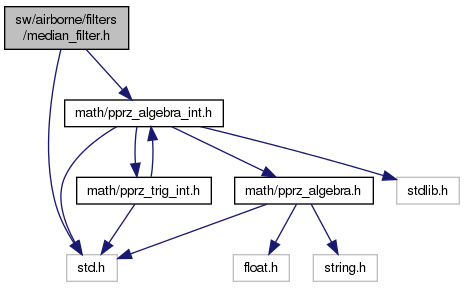 sw/airborne/filters
/median_filter.h
math/pprz_algebra_int.h
math/pprz_trig_int.h
math/pprz_algebra.h
stdlib.h
std.h
float.h
string.h